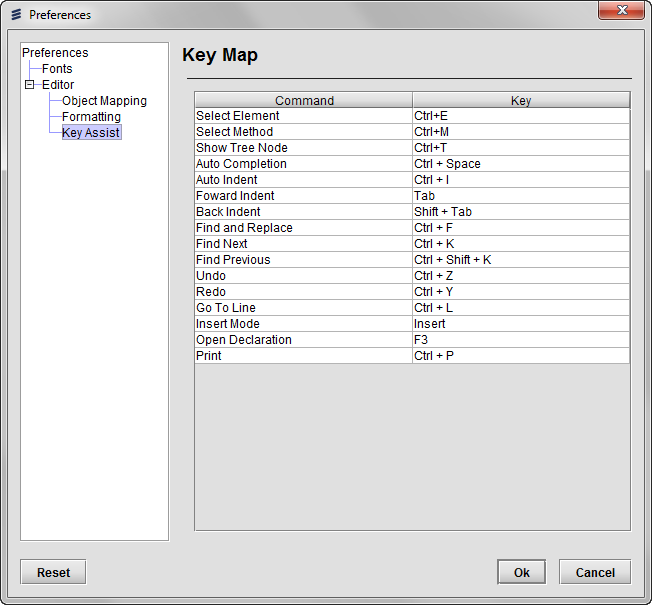 Preferences
Preferences
Fonts
Editor
Object Mapping
Formatting
Key Assist
Key Map
Command Key
Select Element Ctrl+E
Select Method Ctrl+M
Show Tree Node Ctrl+T
Auto Completion Ctrl + Space
Auto Indent Ctrl + I
Foward Indent Tab
Back Indent Shift + Tab
Find and Replace Ctrl + F
Find Next Ctrl + K
Find Previous Ctrl + Shift + K
Undo Ctrl + Z
Redo Ctrl + Y
Go To Line Ctrl + L
Insert Mode Insert
Open Declaration F3
Print Ctrl + P
Reset Ok Cancel